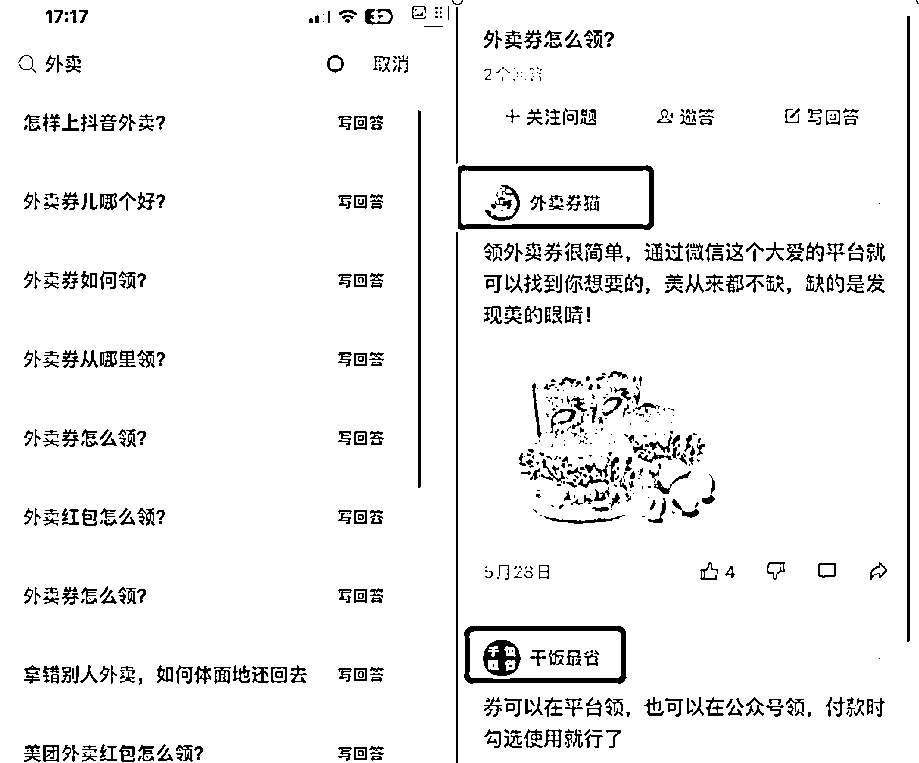 17:17
外卖
取消
怎样上抖音外卖?
写回答
外卖券儿哪个好?
写回答
外卖券如何领?
写回答
外卖券从哪里领?
写回答
外卖券怎么领?
写回答
外卖红包怎么领?
写回答
外卖券怎么领?
写回答
拿错别人外卖，如何体面地还回去
写回答
美团外卖红包怎么领?
写回答
外卖券怎么领?
2个回答
+ 关注问题
邀答
写回答
外卖券猫
领外卖券很简单，通过微信这个大爱的平台就
可以找到你想要的，美从来都不缺，缺的是发
现美的眼睛!
5月28日
4
干饭最省
券可以在平台领，也可以在公众号领，付款时
勾选使用就行了